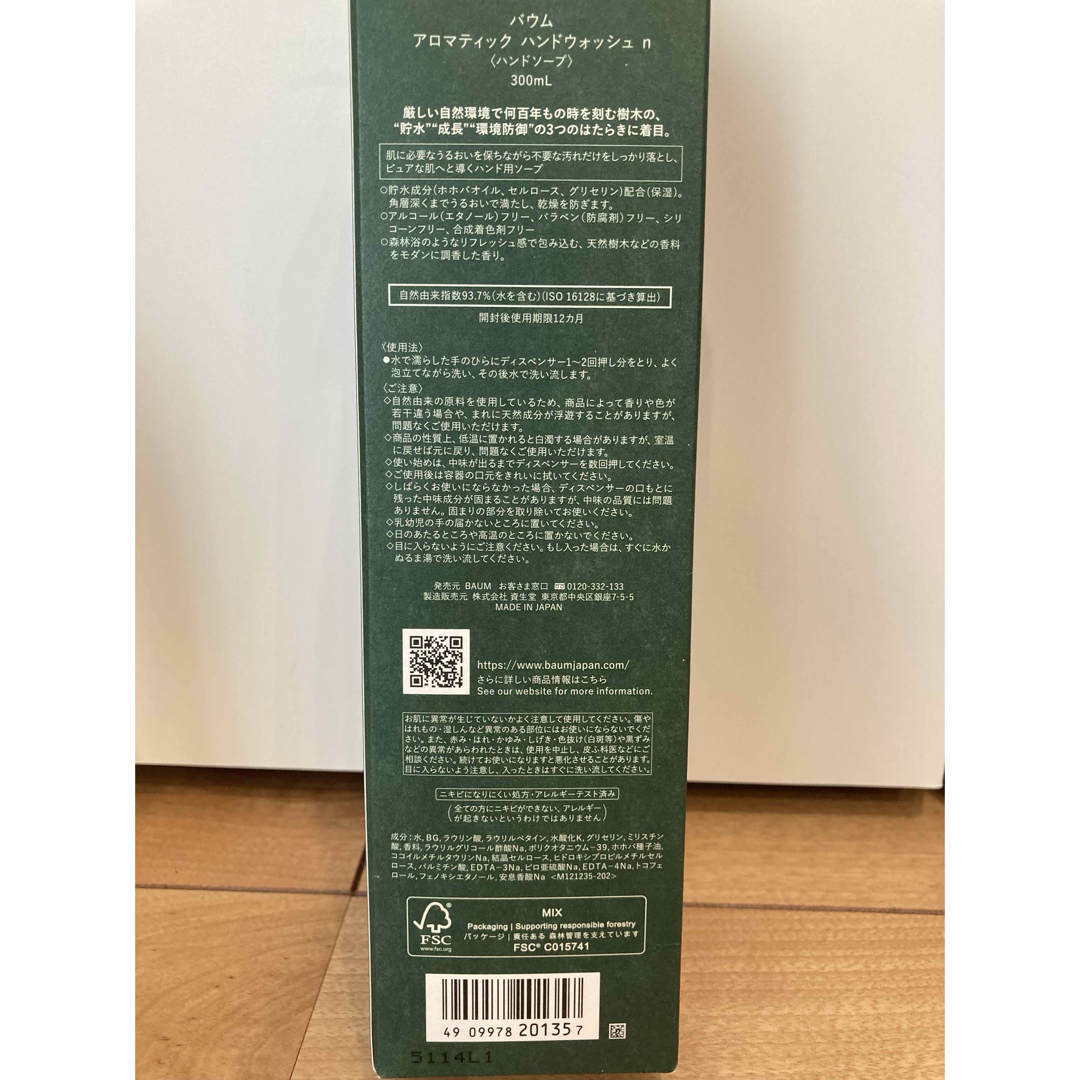 バウム
アロマティック ハンドウォッシュ n
〈ハンドソープ〉
300mL
厳しい自然環境で何百年もの時を刻む樹木の、
“貯水”“成長”“環境防御”の3つのはたらきに着目。
肌に必要なうるおいを保ちながら不要な汚れだけをしっかり落とし、
ピュアな肌へと導くハンド用ソープ
○貯水成分(ホホバオイル、セルロース、グリセリン)配合(保湿)。
角層深くまでうるおいで満たし、乾燥を防ぎます。
○アルコール(エタノール)フリー、パラベン(防腐剤)フリー、シリ
コーンフリー、合成着色剤フリー
○森林浴のようなリフレッシュ感で包み込む、天然樹木などの香料
をモダンに調香した香り。
自然由来指数93.7%(水を含む)(ISO 16128に基づき算出)
開封後使用期限12カ月
〈使用法〉
●水で濡らした手のひらにディスペンサー1〜2回押し分をとり、よく
泡立てながら洗い、その後水で洗い流します。
〈ご注意〉
◇自然由来の原料を使用しているため、商品によって香りや色が
若干違う場合や、まれに天然成分が浮遊することがありますが、
問題なくご使用いただけます。
◇商品の性質上、低温に置かれると白濁する場合がありますが、室温
に戻せば元に戻り、問題なくご使用いただけます。
◇使い始めは、中味が出るまでディスペンサーを数回押してください。
◇ご使用後は容器の口元をきれいに拭いてください。
◇しばらくお使いにならなかった場合、ディスペンサーの口もとに
残った中味成分が固まることがありますが、中味の品質には問題
ありません。固まりの部分を取り除いてお使いください。
◇乳幼児の手の届かないところに置いてください。
◇日のあたるところや高温のところに置かないでください。
◇目に入らないようにご注意ください。もし入った場合は、すぐに水か
ぬるま湯で洗い流してください。
発売元 BAUM お客さま窓口 0120-332-133
製造販売元 株式会社 資生堂 東京都中央区銀座7-5-5
MADE IN JAPAN
https://www.baumjapan.com/
さらに詳しい商品情報はこちら
See our website for more information.
お肌に異常が生じていないかよく注意して使用してください。傷や
はれもの・湿しんなど異常のある部位にはお使いにならないでくだ
さい。また、赤み・はれ・かゆみ・しげき・色抜け(白斑等)や黒ずみ
などの異常があらわれたときは、使用を中止し、皮ふ科医などにご
相談ください。続けてお使いになりますと悪化させることがあります。
目に入らないよう注意し、入ったときはすぐに洗い流してください。
ニキビになりにくい処方・アレルギーテスト済み
(全ての方にニキビができない、アレルギー
が起きないというわけではありません)
成分:水、BG、ラウリン酸、ラウリルベタイン、水酸化K、グリセリン、ミリスチン
酸、香料、ラウリルグリコール酢酸Na、ポリクオタニウム-39、ホホバ種子油、
ココイルメチルタウリンNa、結晶セルロース、ヒドロキシプロピルメチルセル
ロース、パルミチン酸、EDTA-3Na、ピロ亜硫酸Na、EDTA-4Na、トコフェ
ロール、フェノキシエタノール、安息香酸Na <M121235-202>
FSC®
www.fsc.org
MIX
Packaging | Supporting responsible forestry
パッケージ | 責任ある 森林管理を支えています
FSC® C015741
49 09978 20135 7
5114L1